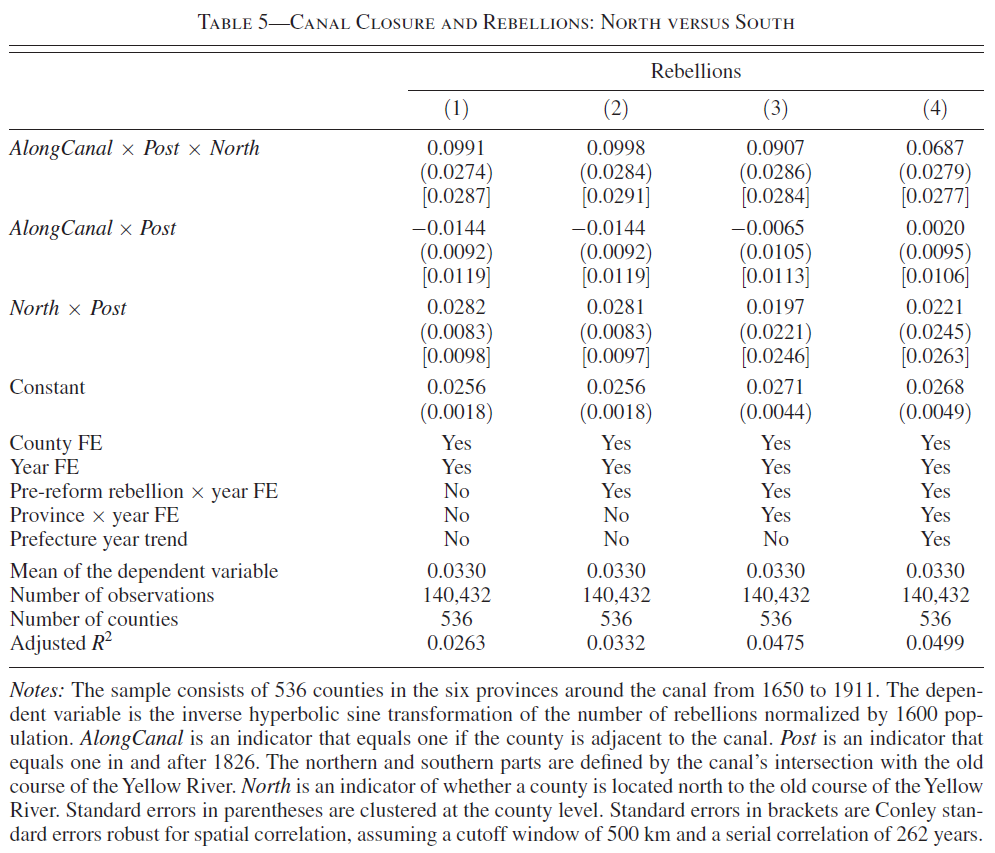 TABLE 5—CANAL CLOSURE AND REBELLIONS: NORTH VERSUS SOUTH
Rebellions
(1) (2) (3) (4)
AlongCanal × Post × North 0.0991 0.0998 0.0907 0.0687
(0.0274) (0.0284) (0.0286) (0.0279)
[0.0287] [0.0291] [0.0284] [0.0277]
AlongCanal × Post −0.0144 −0.0144 −0.0065 0.0020
(0.0092) (0.0092) (0.0105) (0.0095)
[0.0119] [0.0119] [0.0113] [0.0106]
North × Post 0.0282 0.0281 0.0197 0.0221
(0.0083) (0.0083) (0.0221) (0.0245)
[0.0098] [0.0097] [0.0246] [0.0263]
Constant 0.0256 0.0256 0.0271 0.0268
(0.0018) (0.0018) (0.0044) (0.0049)
County FE Yes Yes Yes Yes
Year FE Yes Yes Yes Yes
Pre-reform rebellion × year FE No Yes Yes Yes
Province × year FE No No Yes Yes
Prefecture year trend No No No Yes
Mean of the dependent variable 0.0330 0.0330 0.0330 0.0330
Number of observations 140,432 140,432 140,432 140,432
Number of counties 536 536 536 536
Adjusted R² 0.0263 0.0332 0.0475 0.0499
Notes: The sample consists of 536 counties in the six provinces around the canal from 1650 to 1911. The depen-
dent variable is the inverse hyperbolic sine transformation of the number of rebellions normalized by 1600 pop-
ulation. AlongCanal is an indicator that equals one if the county is adjacent to the canal. Post is an indicator that
equals one in and after 1826. The northern and southern parts are defined by the canal's intersection with the old
course of the Yellow River. North is an indicator of whether a county is located north to the old course of the Yellow
River. Standard errors in parentheses are clustered at the county level. Standard errors in brackets are Conley stan-
dard errors robust for spatial correlation, assuming a cutoff window of 500 km and a serial correlation of 262 years.